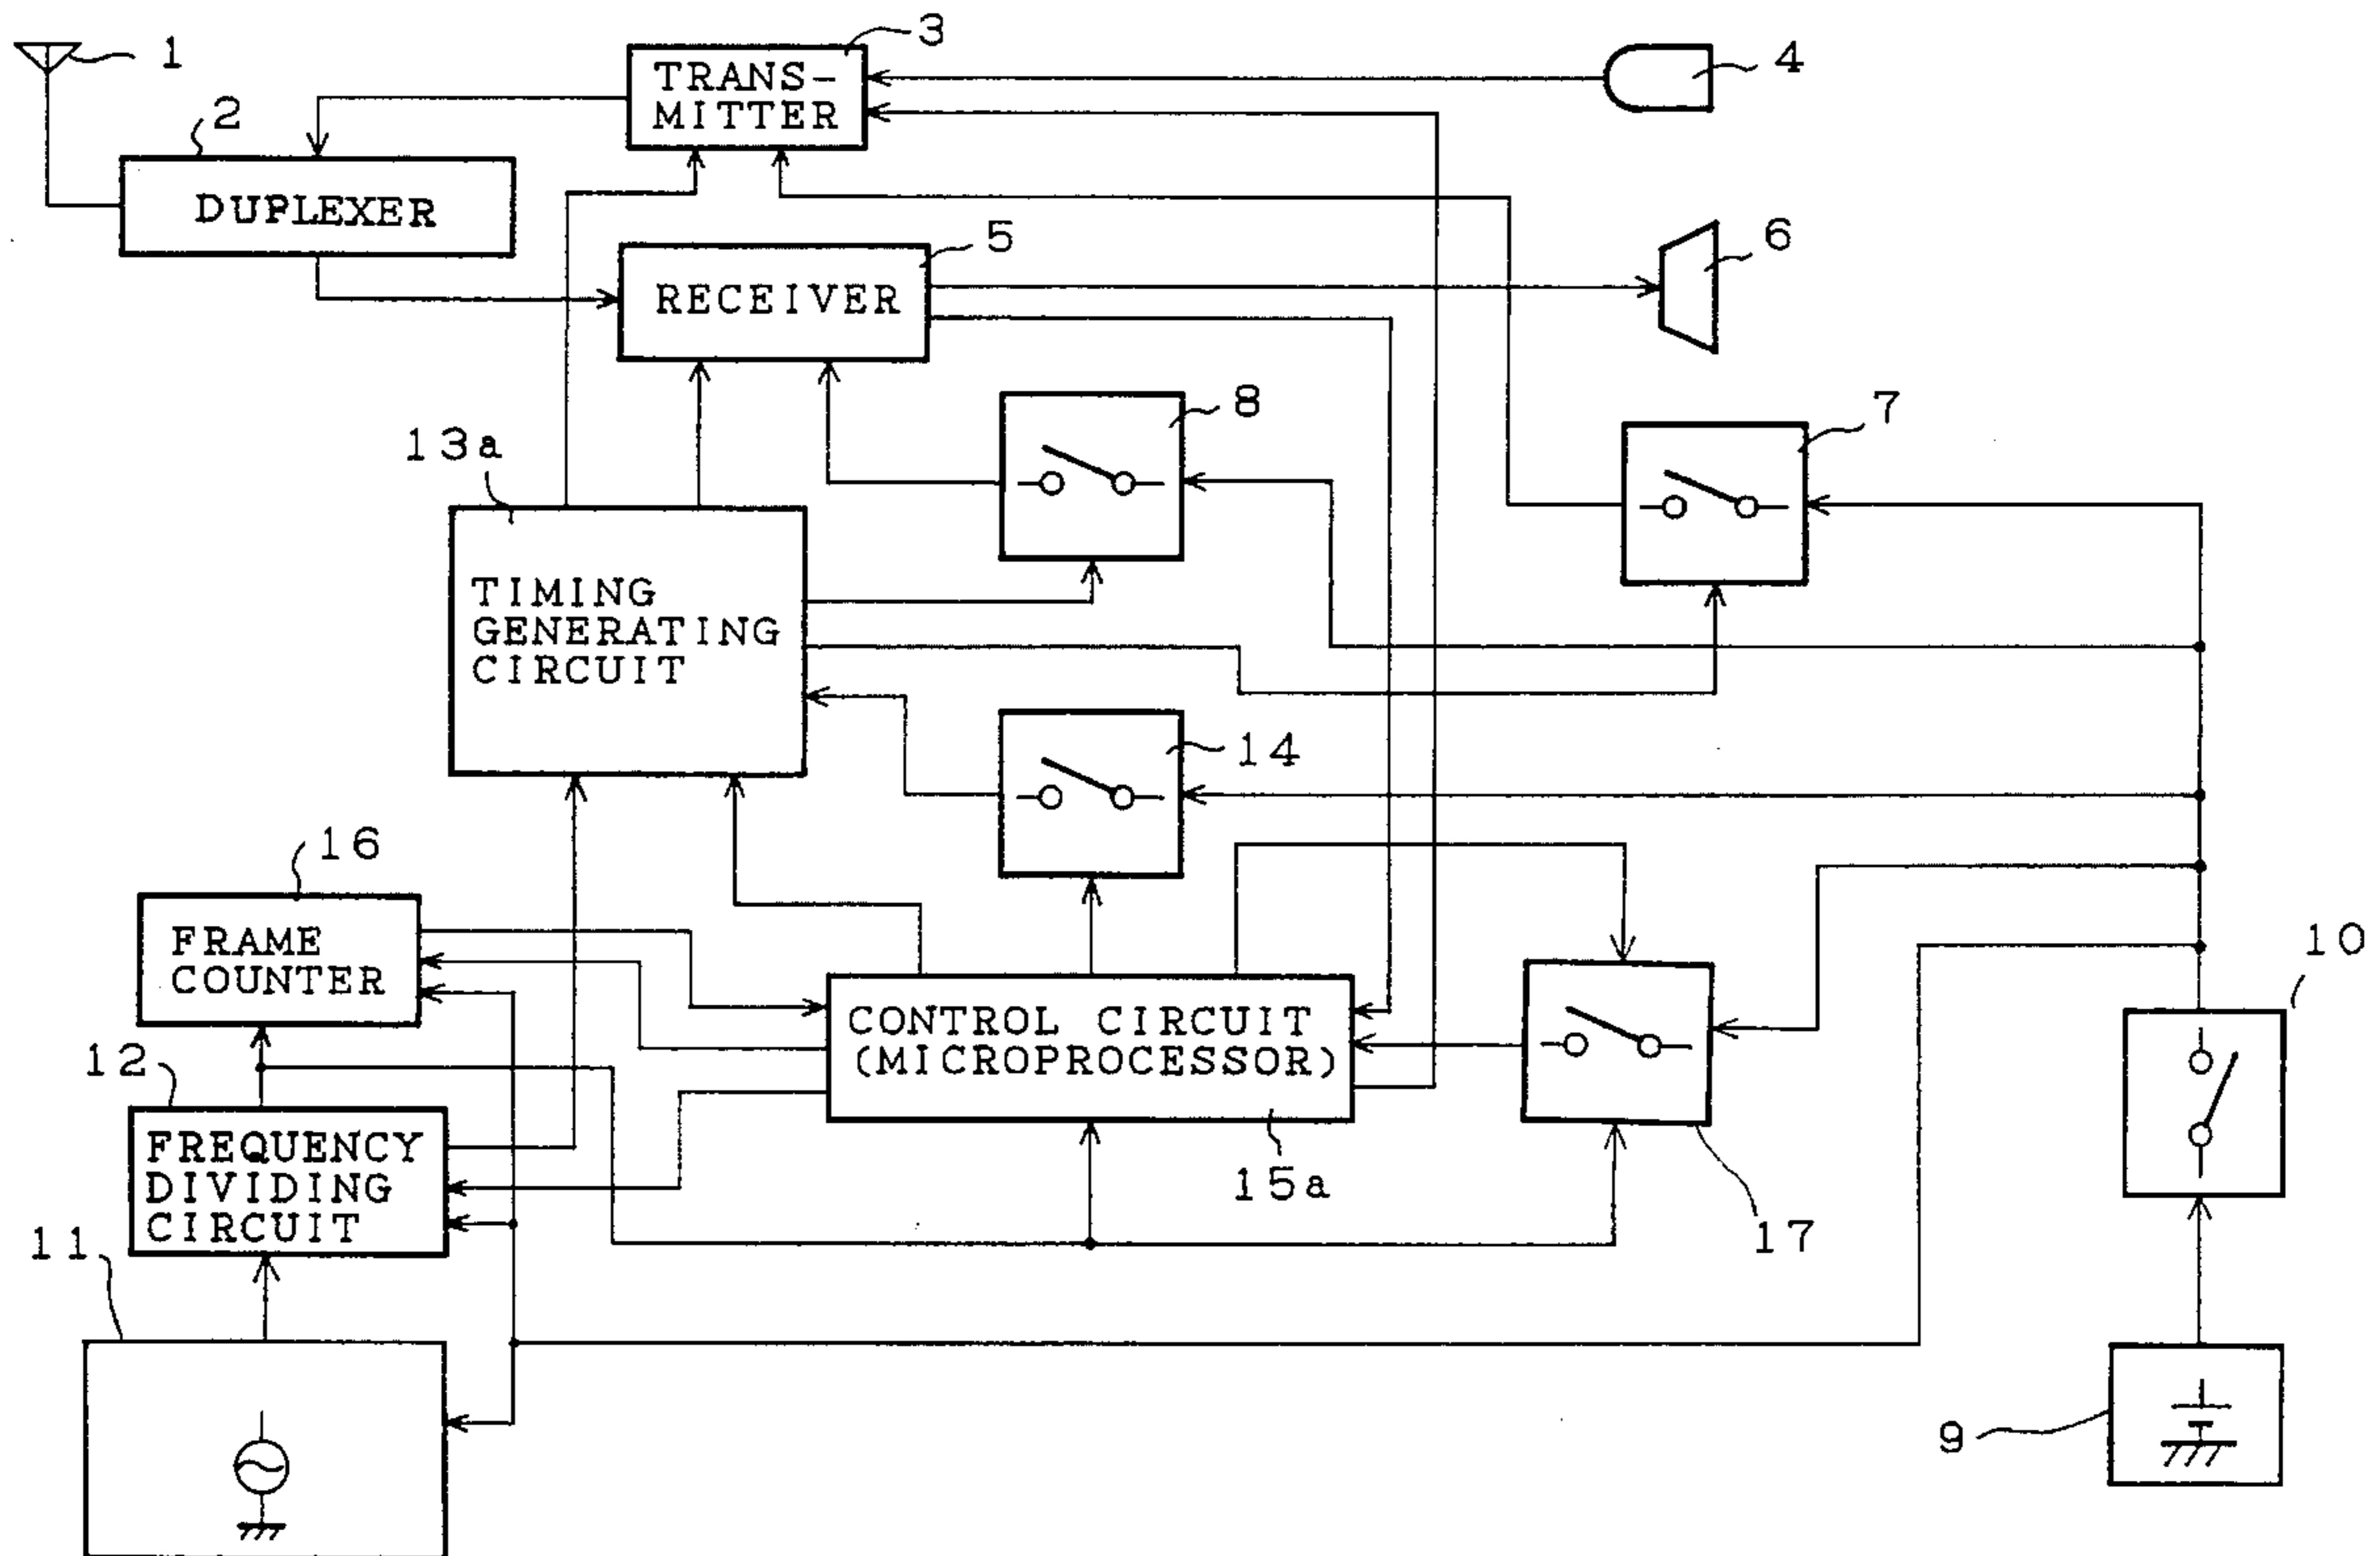 1
3
TRANS-
MITTER
4
2
DUPLEXER
5
RECEIVER
6
8
7
13a
TIMING
GENERATING
CIRCUIT
14
16
FRAME
COUNTER
10
CONTROL CIRCUIT
(MICROPROCESSOR)
12
FREQUENCY
DIVIDING
CIRCUIT
15a
17
11
9